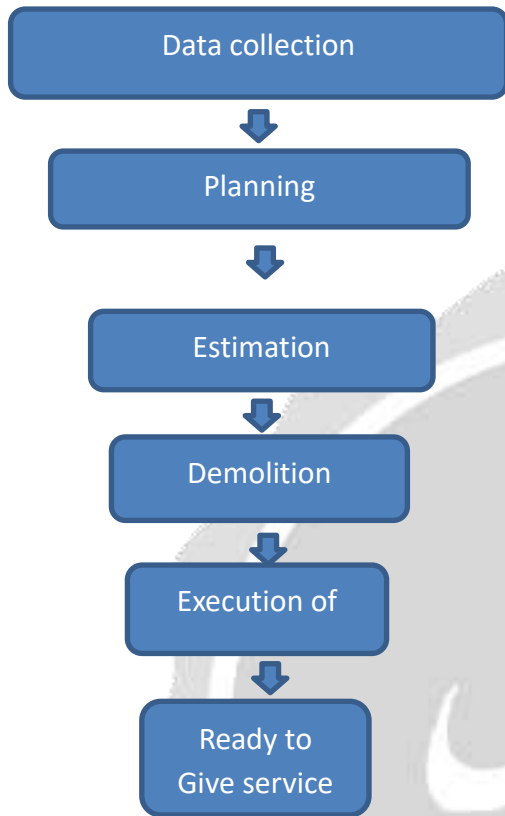 Data collection
Planning
Estimation
Demolition
Execution of
Ready to
Give service